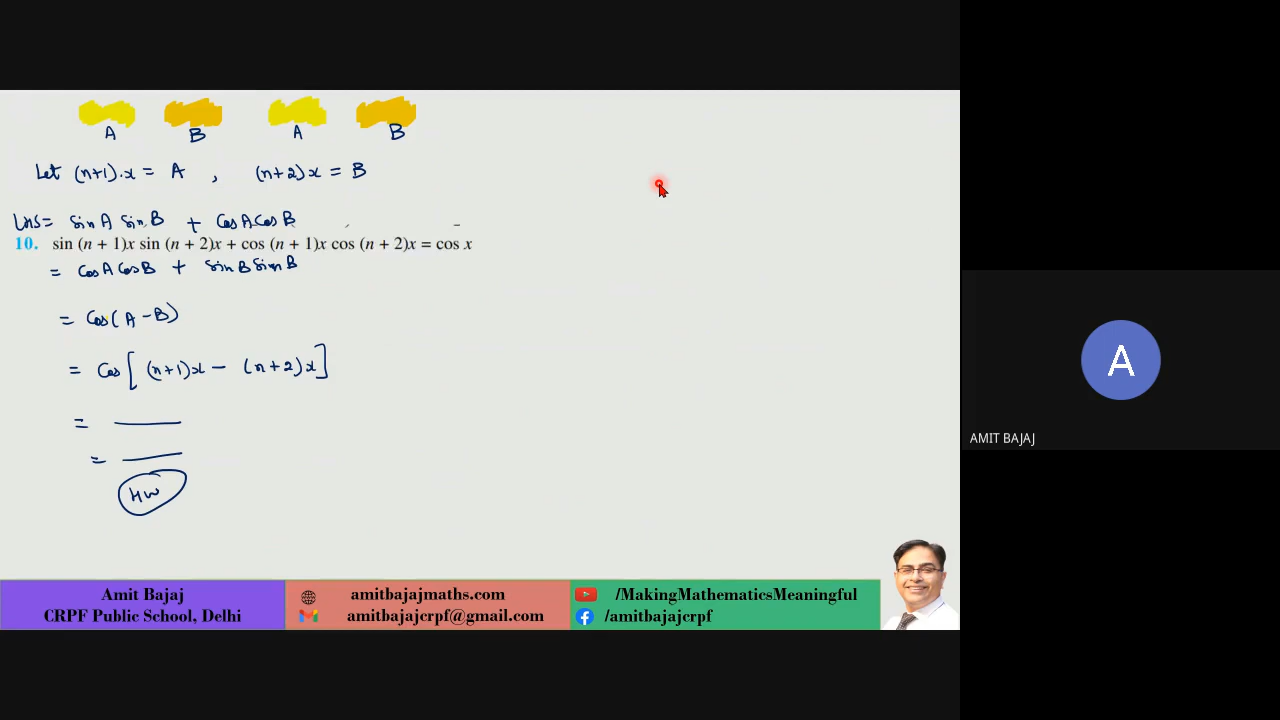 A B A B
Let (n+1).x = A , (n+2)x = B
LHS = sin A sin B + Cos A Cos B
10. sin (n + 1)x sin (n + 2)x + cos (n + 1)x cos (n + 2)x = cos x
= Cos A Cos B + Sin B Sin B
= Cos (A - B)
= Cos [ (n+1)x - (n+2)x ]
=
=
HW
A
AMIT BAJAJ
Amit Bajaj
CRPF Public School, Delhi
amitbajajmaths.com
amitbajajcrpf@gmail.com
/MakingMathematicsMeaningful
/amitbajajcrpf